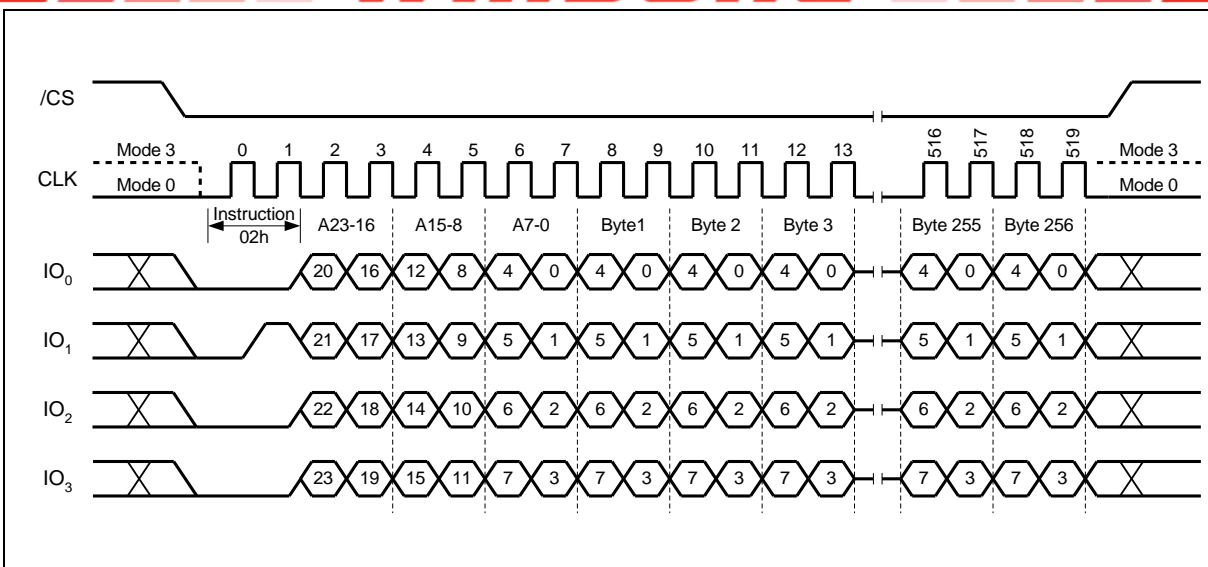 /CS
516 517 518 519
Mode 3 0 1 2 3 4 5 6 7 8 9 10 11 12 13 Mode 3
CLK
Mode 0 Mode 0
Instruction
02h A23-16 A15-8 A7-0 Byte1 Byte 2 Byte 3 Byte 255 Byte 256
IO0 20 16 12 8 4 0 4 0 4 0 4 0 4 0 4 0
IO1 21 17 13 9 5 1 5 1 5 1 5 1 5 1 5 1
IO2 22 18 14 10 6 2 6 2 6 2 6 2 6 2 6 2
IO3 23 19 15 11 7 3 7 3 7 3 7 3 7 3 7 3